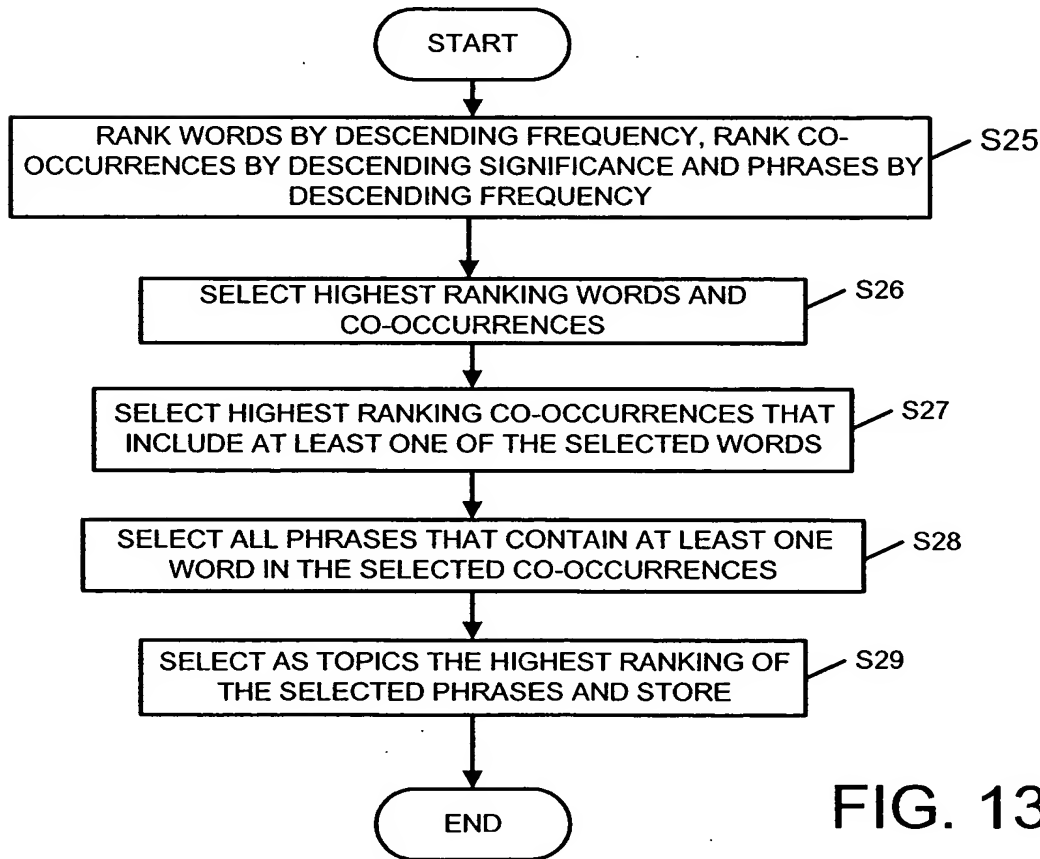 START
RANK WORDS BY DESCENDING FREQUENCY, RANK CO-
OCCURRENCES BY DESCENDING SIGNIFICANCE AND PHRASES BY
DESCENDING FREQUENCY
S25
SELECT HIGHEST RANKING WORDS AND
CO-OCCURRENCES
S26
SELECT HIGHEST RANKING CO-OCCURRENCES THAT
INCLUDE AT LEAST ONE OF THE SELECTED WORDS
S27
SELECT ALL PHRASES THAT CONTAIN AT LEAST ONE
WORD IN THE SELECTED CO-OCCURRENCES
S28
SELECT AS TOPICS THE HIGHEST RANKING OF
THE SELECTED PHRASES AND STORE
S29
END
FIG. 13